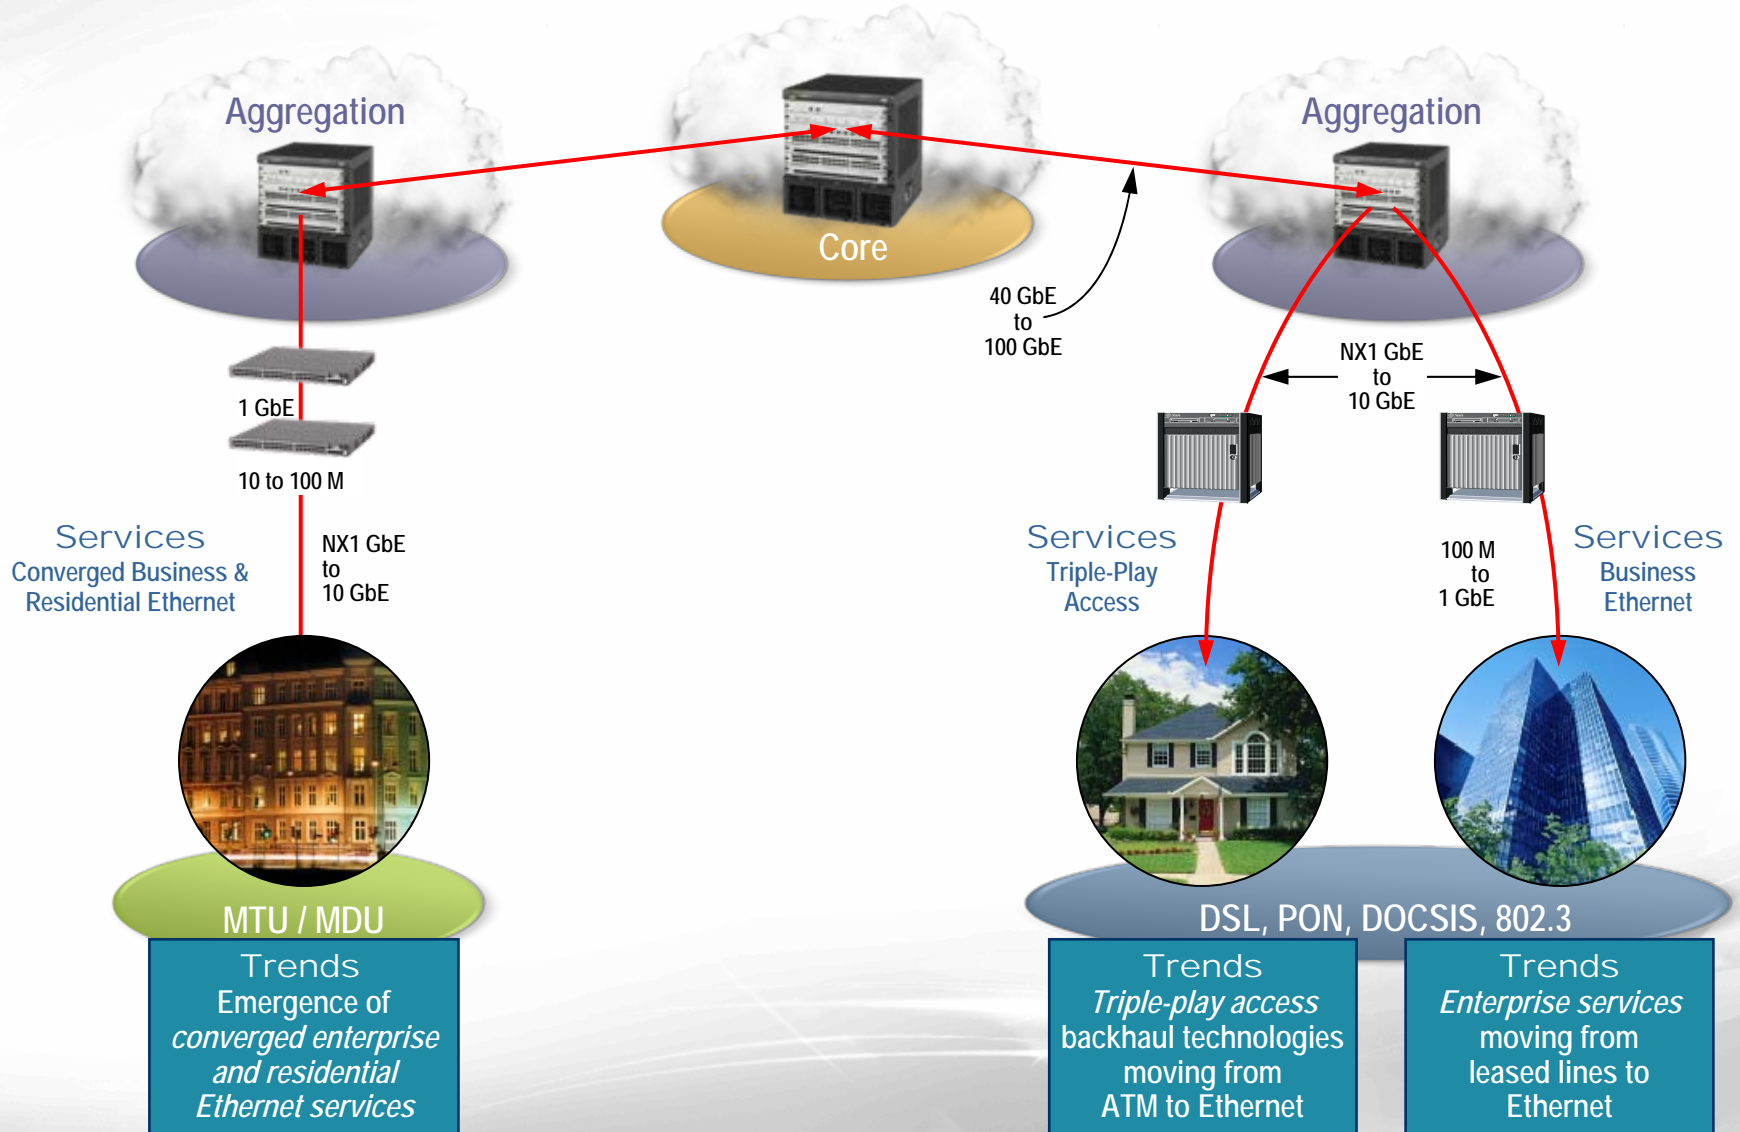 Aggregation
Core
Aggregation
40 GbE
to
100 GbE
NX1 GbE
to
10 GbE
1 GbE
10 to 100 M
Services
Converged Business &
Residential Ethernet
NX1 GbE
to
10 GbE
Services
Triple-Play
Access
100 M
to
1 GbE
Services
Business
Ethernet
MTU / MDU
DSL, PON, DOCSIS, 802.3
Trends
Emergence of
converged enterprise
and residential
Ethernet services
Trends
Triple-play access
backhaul technologies
moving from
ATM to Ethernet
Trends
Enterprise services
moving from
leased lines to
Ethernet